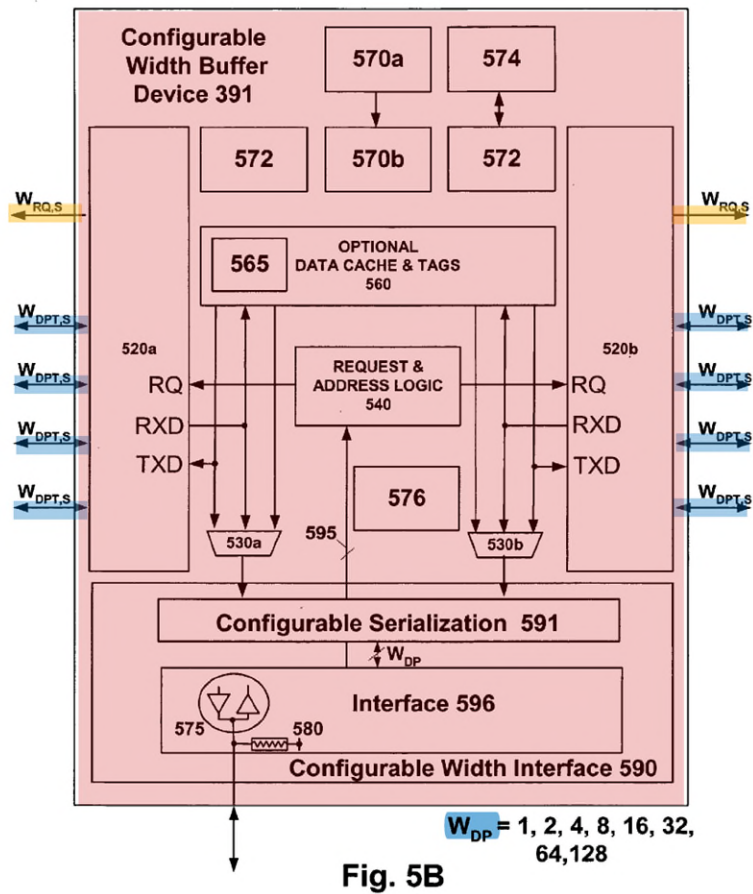 Configurable
Width Buffer
Device 391
570a
574
572
570b
572
W_RQ,S
W_RQ,S
565
OPTIONAL
DATA CACHE & TAGS
560
W_DPT,S
W_DPT,S
520a
520b
REQUEST &
ADDRESS LOGIC
540
W_DPT,S
W_DPT,S
RQ
RQ
RXD
RXD
W_DPT,S
W_DPT,S
TXD
TXD
576
W_DPT,S
W_DPT,S
595
530a
530b
Configurable Serialization 591
W_DP
Interface 596
575
580
Configurable Width Interface 590
W_DP = 1, 2, 4, 8, 16, 32,
64,128
Fig. 5B